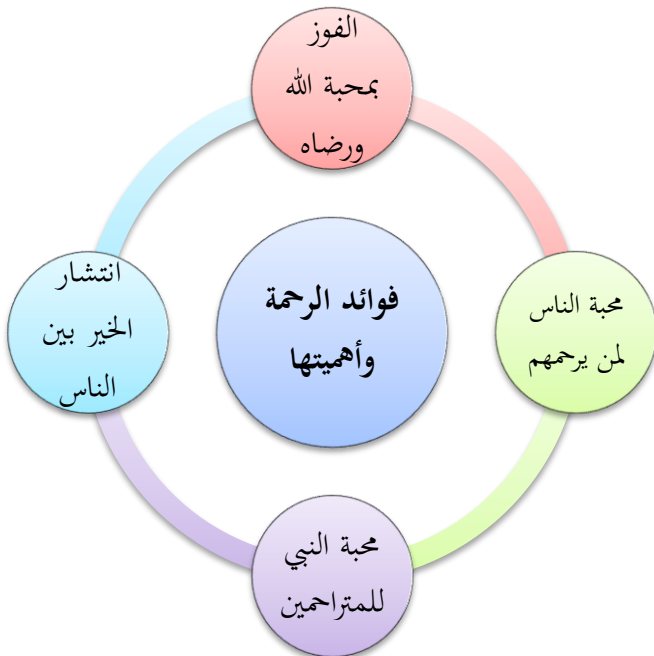 الفوز
بمحبة الله
ورضاه
محبة الناس
لمن يرحمهم
محبة النبي
للمتراحمين
انتشار
الخير بين
الناس
فوائد الرحمة
وأهميتها